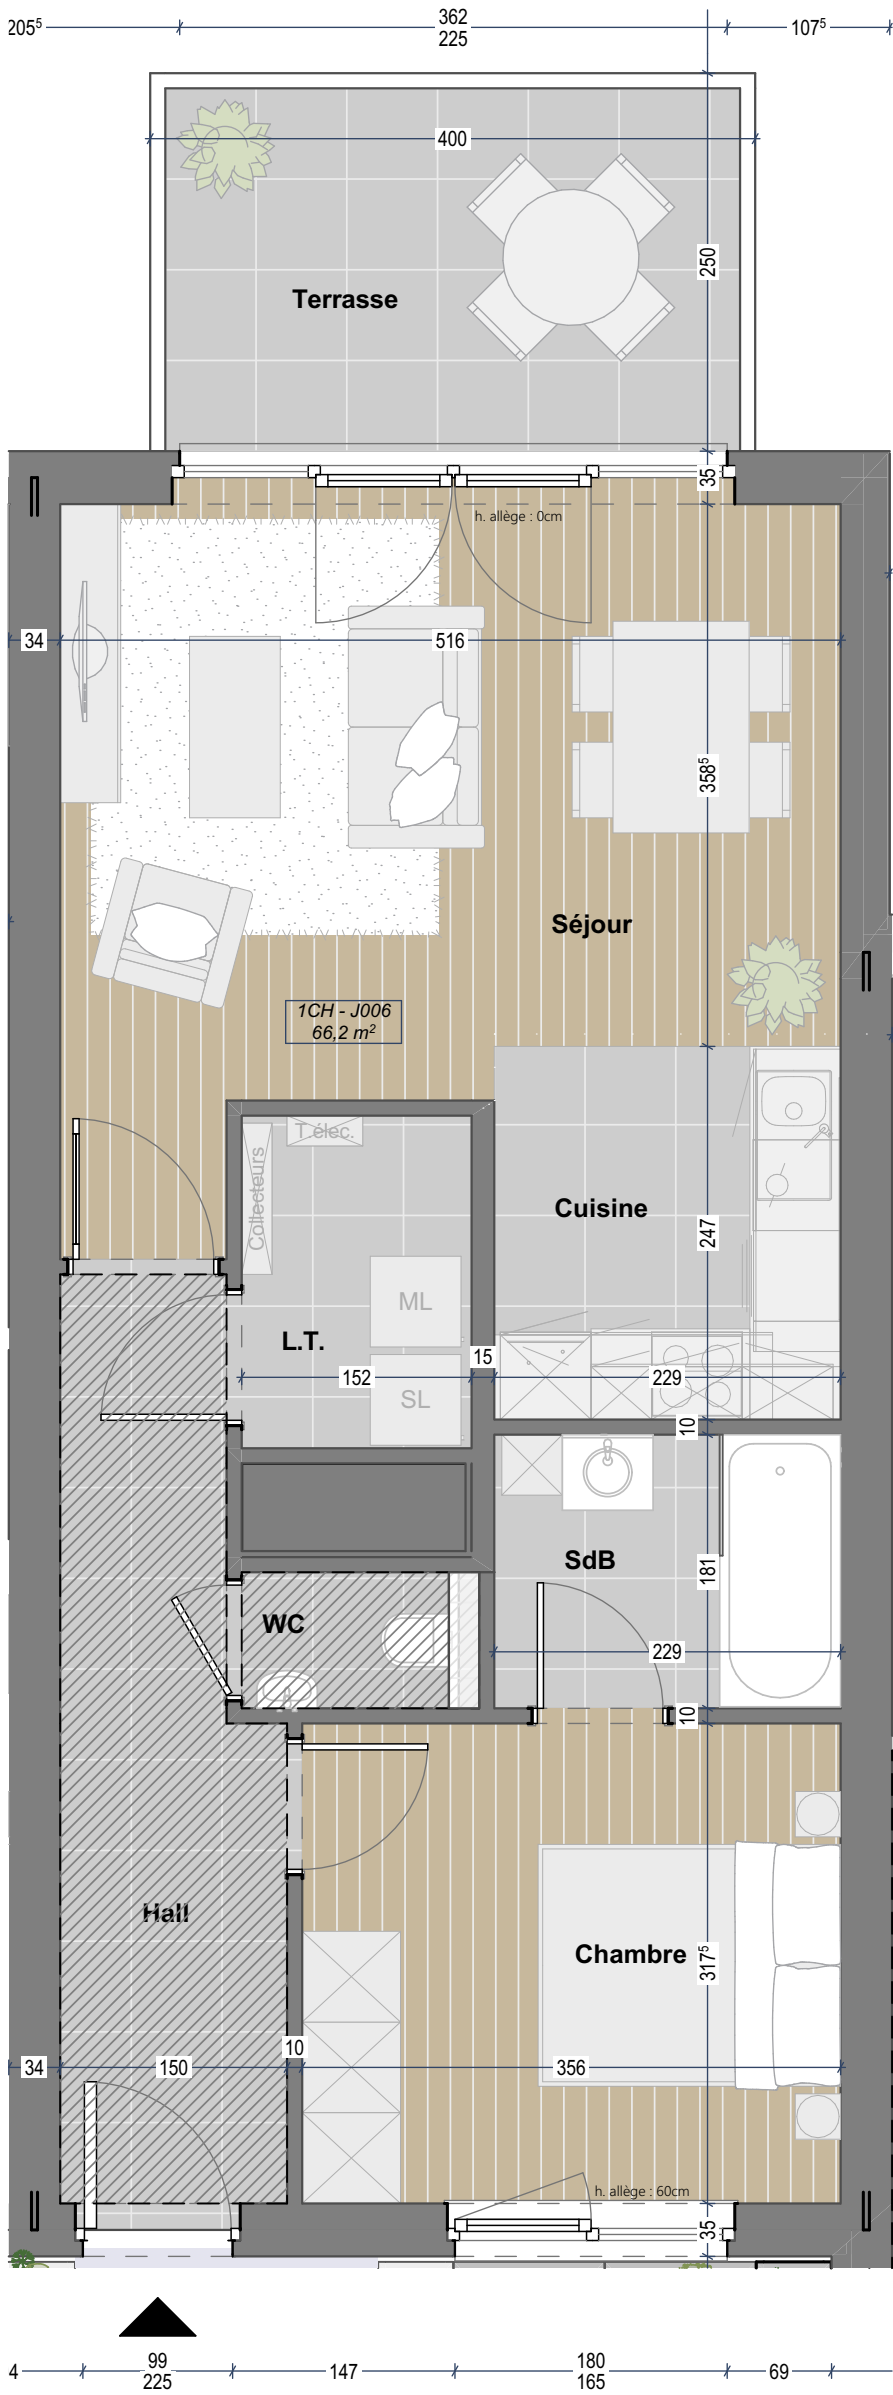 205⁵
362
225
107⁵
400
250
Terrasse
35
h. allège : 0cm
34
516
358⁵
Séjour
1CH - J006
66,2 m²
T.élec.
Collecteurs
Cuisine
247
ML
L.T.
15
152
229
SL
10
SdB
181
WC
229
10
Hall
Chambre
317⁵
10
34
150
356
h. allège : 60cm
35
4
99
225
147
180
165
69